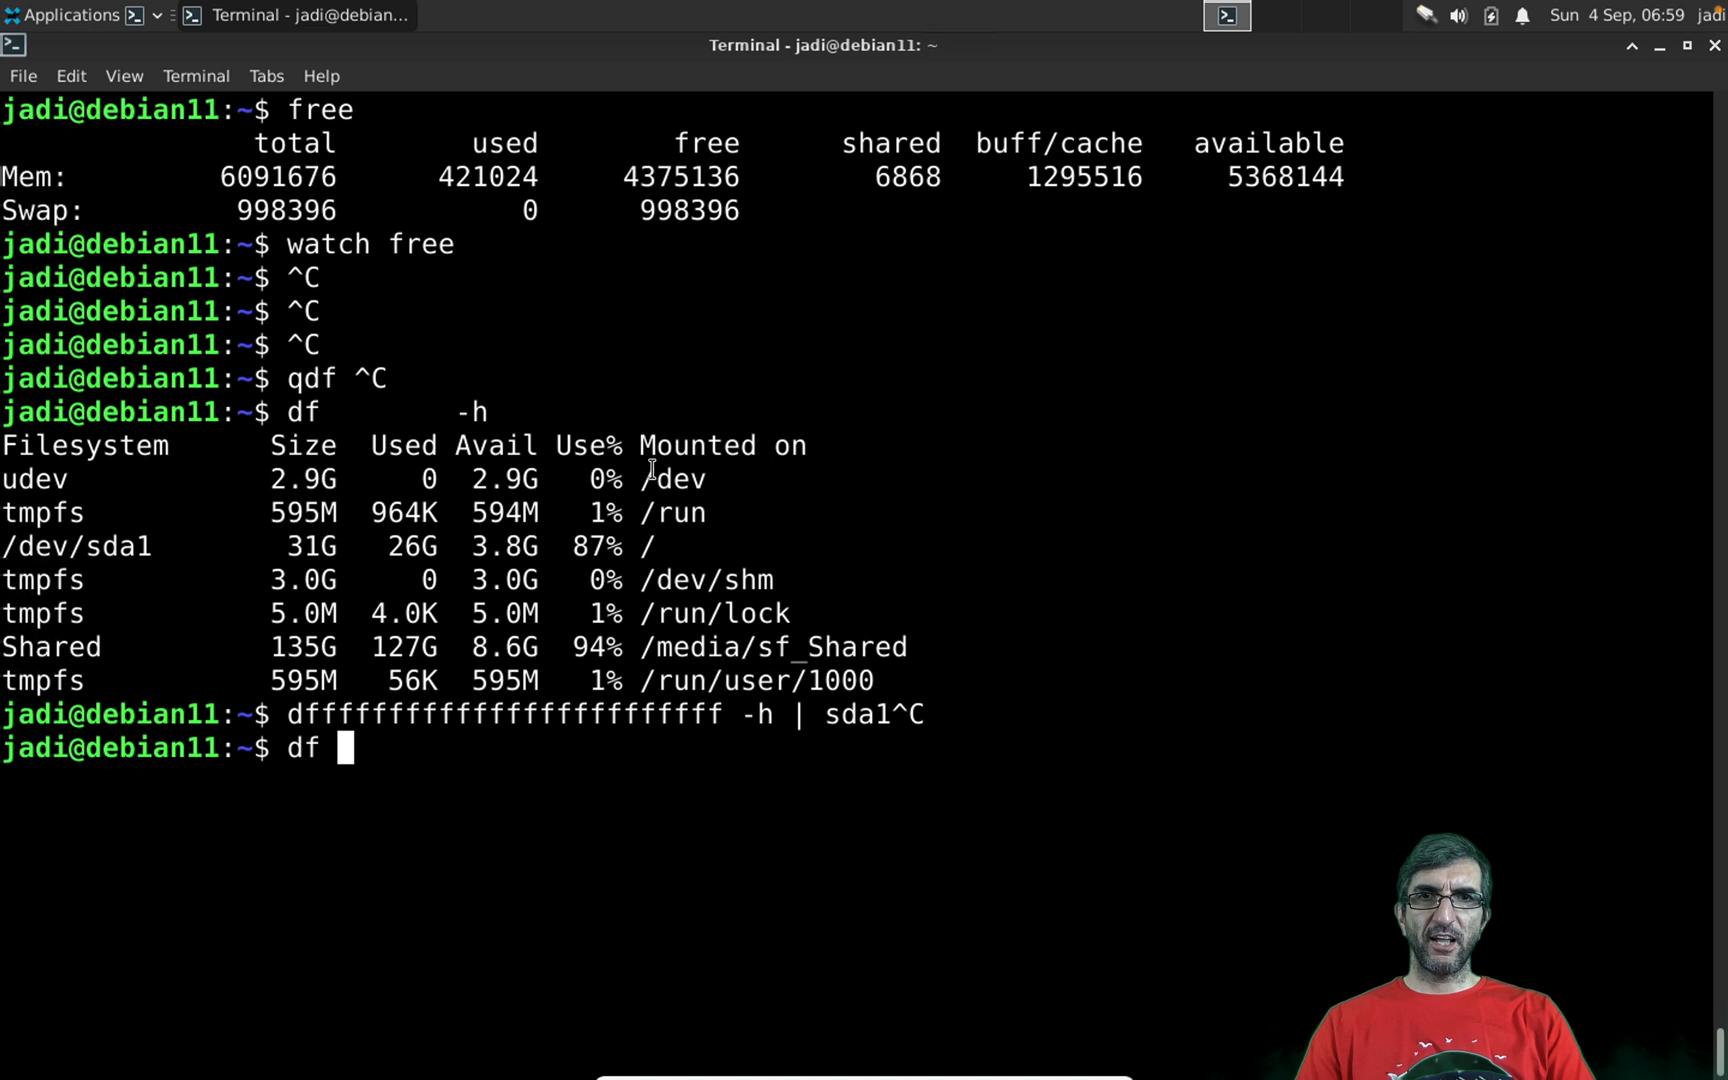 Applications Terminal - jadi@debian... Sun 4 Sep, 06:59 jadi
Terminal - jadi@debian11: ~
File Edit View Terminal Tabs Help
jadi@debian11:~$ free
total used free shared buff/cache available
Mem: 6091676 421024 4375136 6868 1295516 5368144
Swap: 998396 0 998396
jadi@debian11:~$ watch free
jadi@debian11:~$ ^C
jadi@debian11:~$ ^C
jadi@debian11:~$ ^C
jadi@debian11:~$ qdf ^C
jadi@debian11:~$ df -h
Filesystem Size Used Avail Use% Mounted on
udev 2.9G 0 2.9G 0% /dev
tmpfs 595M 964K 594M 1% /run
/dev/sda1 31G 26G 3.8G 87% /
tmpfs 3.0G 0 3.0G 0% /dev/shm
tmpfs 5.0M 4.0K 5.0M 1% /run/lock
Shared 135G 127G 8.6G 94% /media/sf_Shared
tmpfs 595M 56K 595M 1% /run/user/1000
jadi@debian11:~$ dfffffffffffffffffffffffff -h | sda1^C
jadi@debian11:~$ df